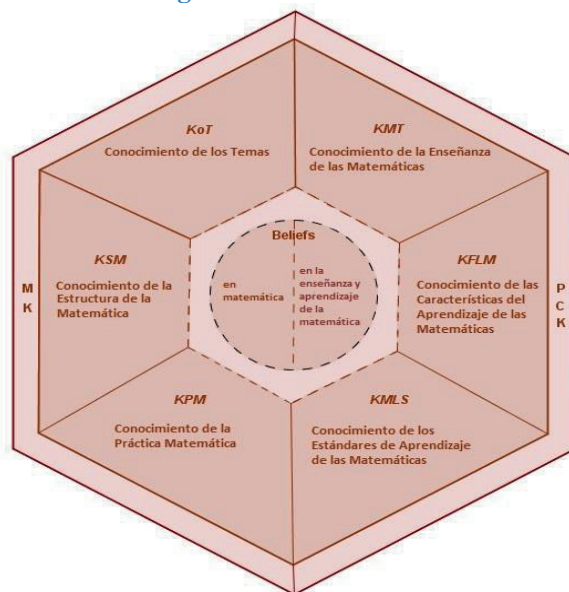 KoT
Conocimiento de los Temas
KMT
Conocimiento de la Enseñanza
de las Matemáticas
KSM
Conocimiento de la
Estructura de la
Matemática
Beliefs
en
matemática
en la
enseñanza y
aprendizaje
de la
matemática
KFLM
Conocimiento de las
Características del
Aprendizaje de las
Matemáticas
M
K
P
C
K
KPM
Conocimiento de la
Práctica Matemática
KMLS
Conocimiento de los
Estándares de Aprendizaje
de las Matemáticas